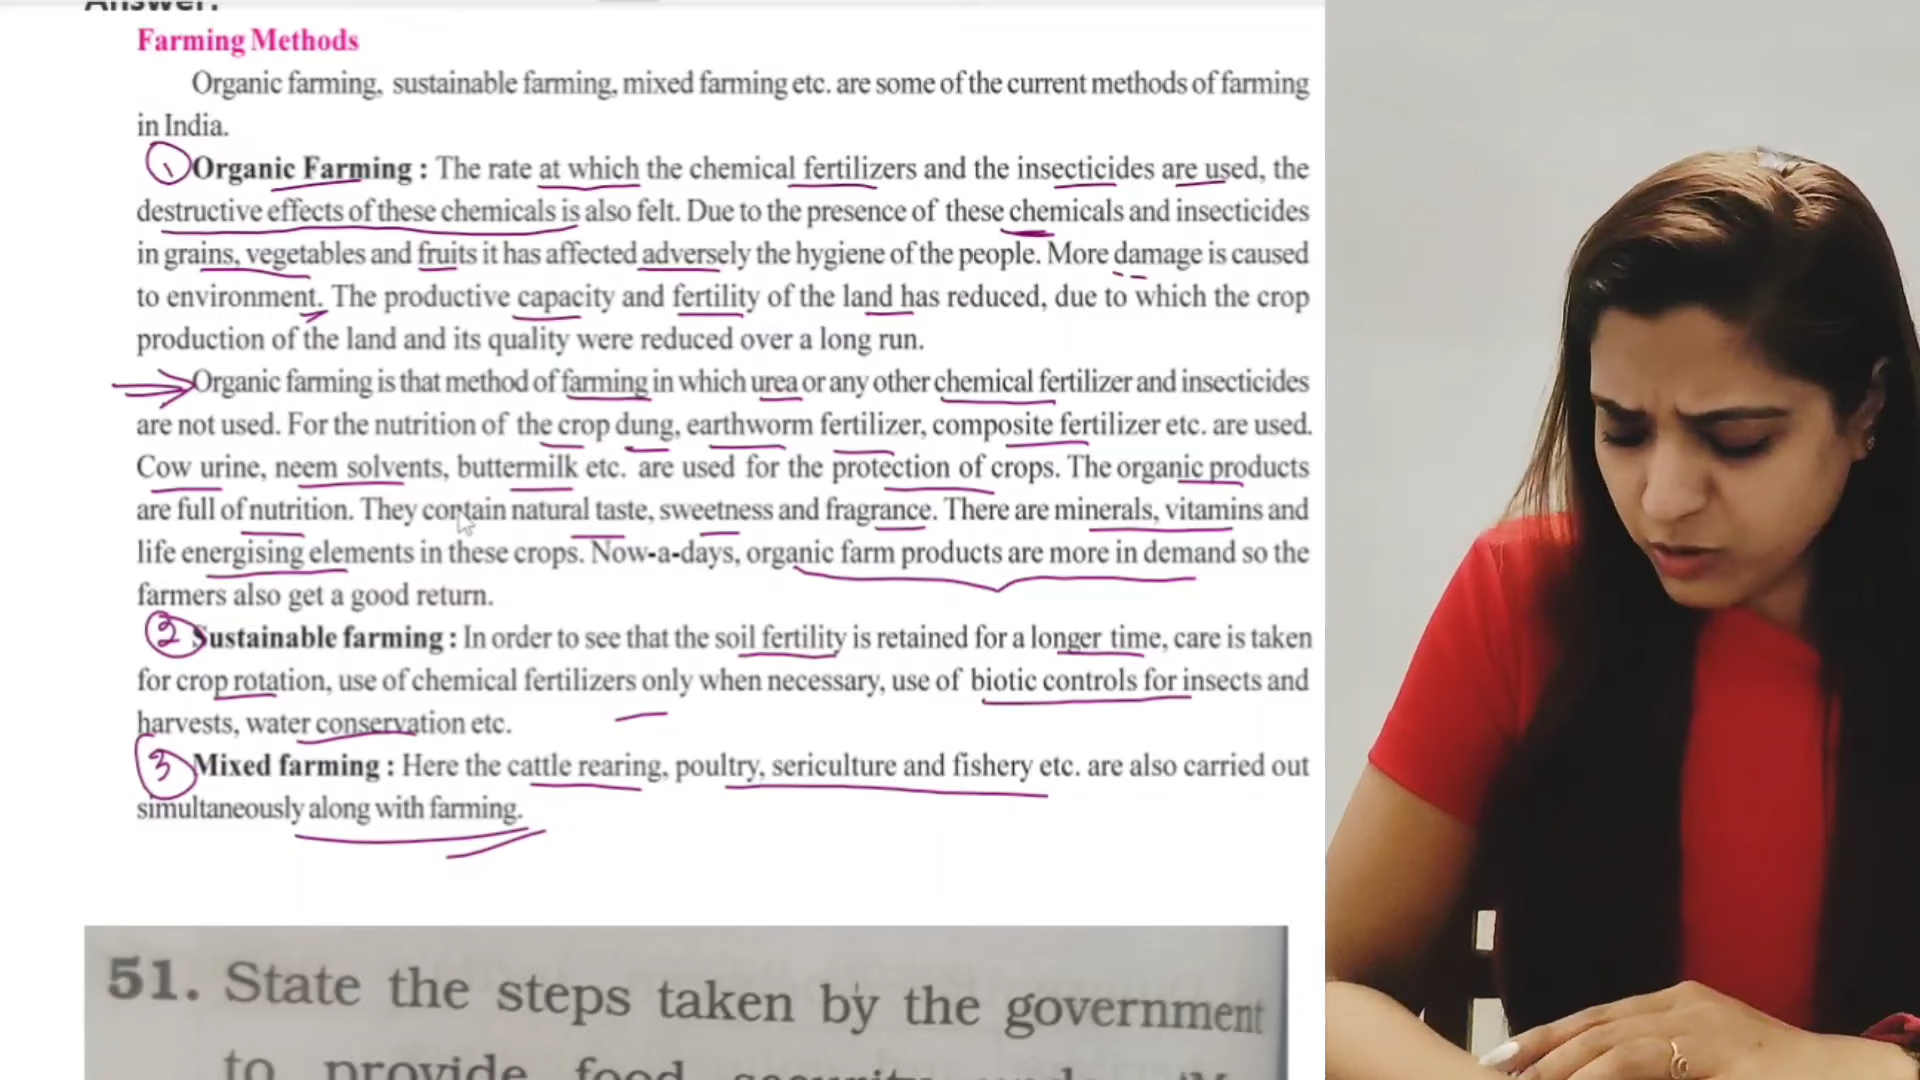 Answer:
Farming Methods
Organic farming, sustainable farming, mixed farming etc. are some of the current methods of farming
in India.
1 Organic Farming : The rate at which the chemical fertilizers and the insecticides are used, the
destructive effects of these chemicals is also felt. Due to the presence of these chemicals and insecticides
in grains, vegetables and fruits it has affected adversely the hygiene of the people. More damage is caused
to environment. The productive capacity and fertility of the land has reduced, due to which the crop
production of the land and its quality were reduced over a long run.
Organic farming is that method of farming in which urea or any other chemical fertilizer and insecticides
are not used. For the nutrition of the crop dung, earthworm fertilizer, composite fertilizer etc. are used.
Cow urine, neem solvents, buttermilk etc. are used for the protection of crops. The organic products
are full of nutrition. They contain natural taste, sweetness and fragrance. There are minerals, vitamins and
life energising elements in these crops. Now-a-days, organic farm products are more in demand so the
farmers also get a good return.
2 Sustainable farming : In order to see that the soil fertility is retained for a longer time, care is taken
for crop rotation, use of chemical fertilizers only when necessary, use of biotic controls for insects and
harvests, water conservation etc.
3 Mixed farming : Here the cattle rearing, poultry, sericulture and fishery etc. are also carried out
simultaneously along with farming.
51. State the steps taken by the government
to provide food security